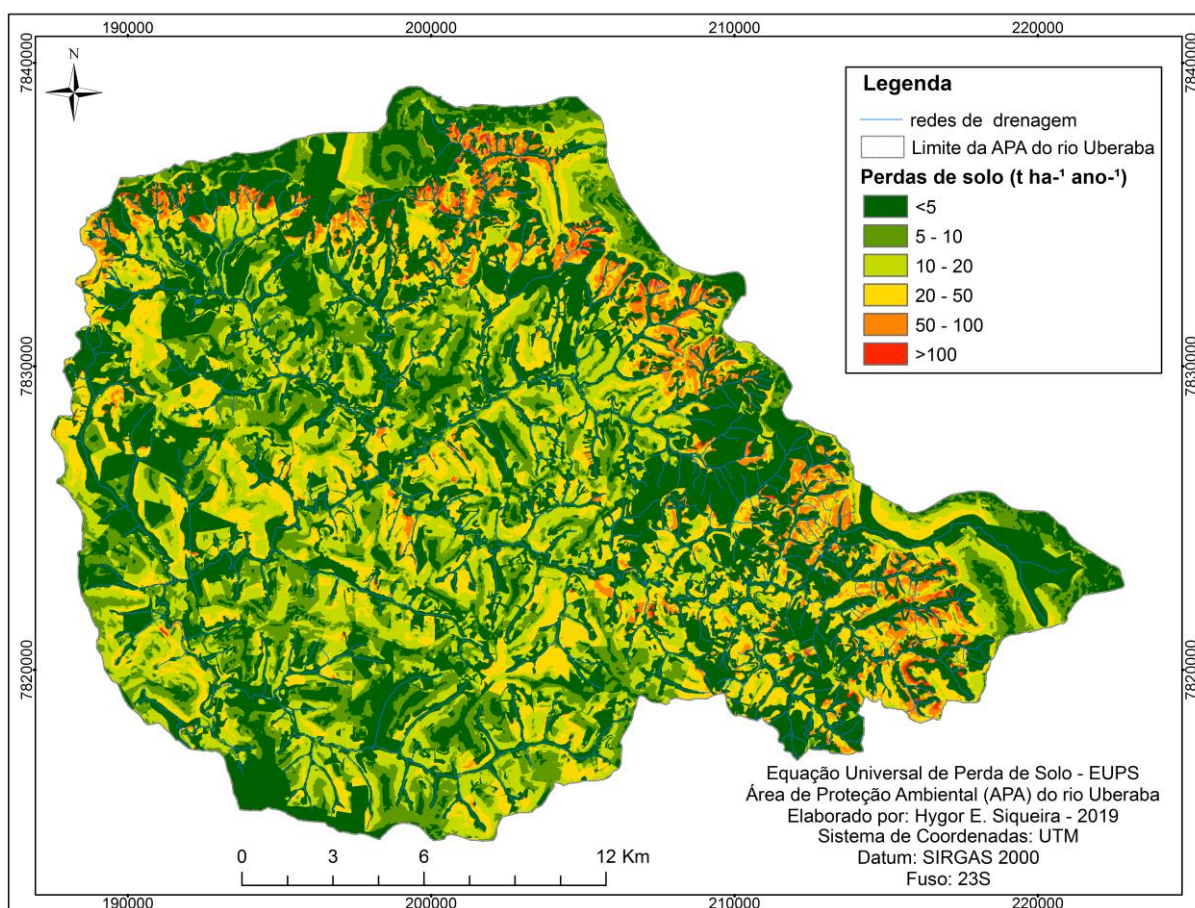 190000
200000
210000
220000
7840000
7840000
N
Legenda
redes de drenagem
Limite da APA do rio Uberaba
Perdas de solo (t ha-¹ ano-¹)
<5
5 - 10
10 - 20
20 - 50
50 - 100
>100
7830000
7830000
7820000
7820000
Equação Universal de Perda de Solo - EUPS
Área de Proteção Ambiental (APA) do rio Uberaba
Elaborado por: Hygor E. Siqueira - 2019
Sistema de Coordenadas: UTM
Datum: SIRGAS 2000
Fuso: 23S
0 3 6 12 Km
190000
200000
210000
220000